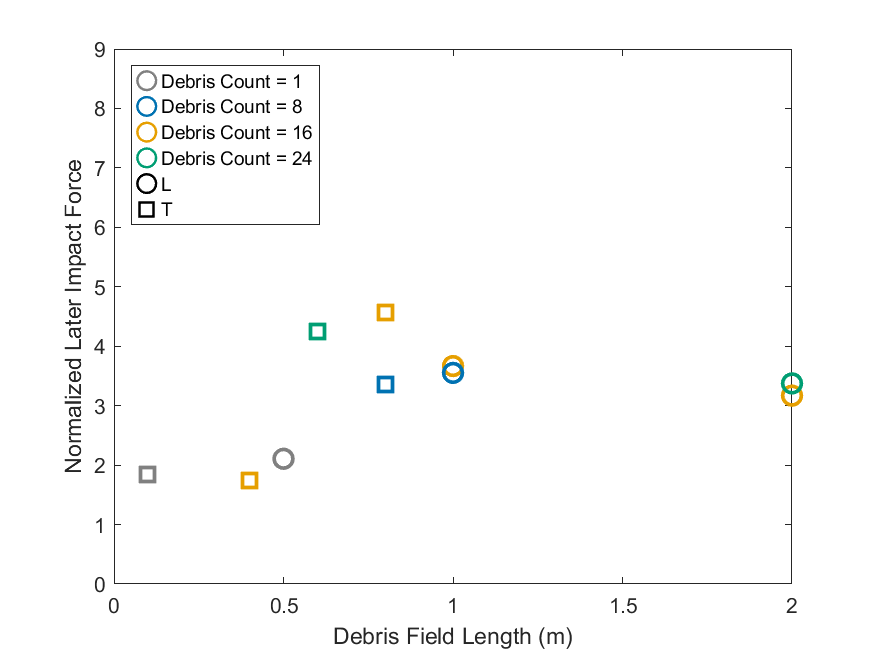 9
8
7
6
5
4
3
2
1
0
Normalized Later Impact Force
Debris Count = 1
Debris Count = 8
Debris Count = 16
Debris Count = 24
L
T
0 0.5 1 1.5 2
Debris Field Length (m)